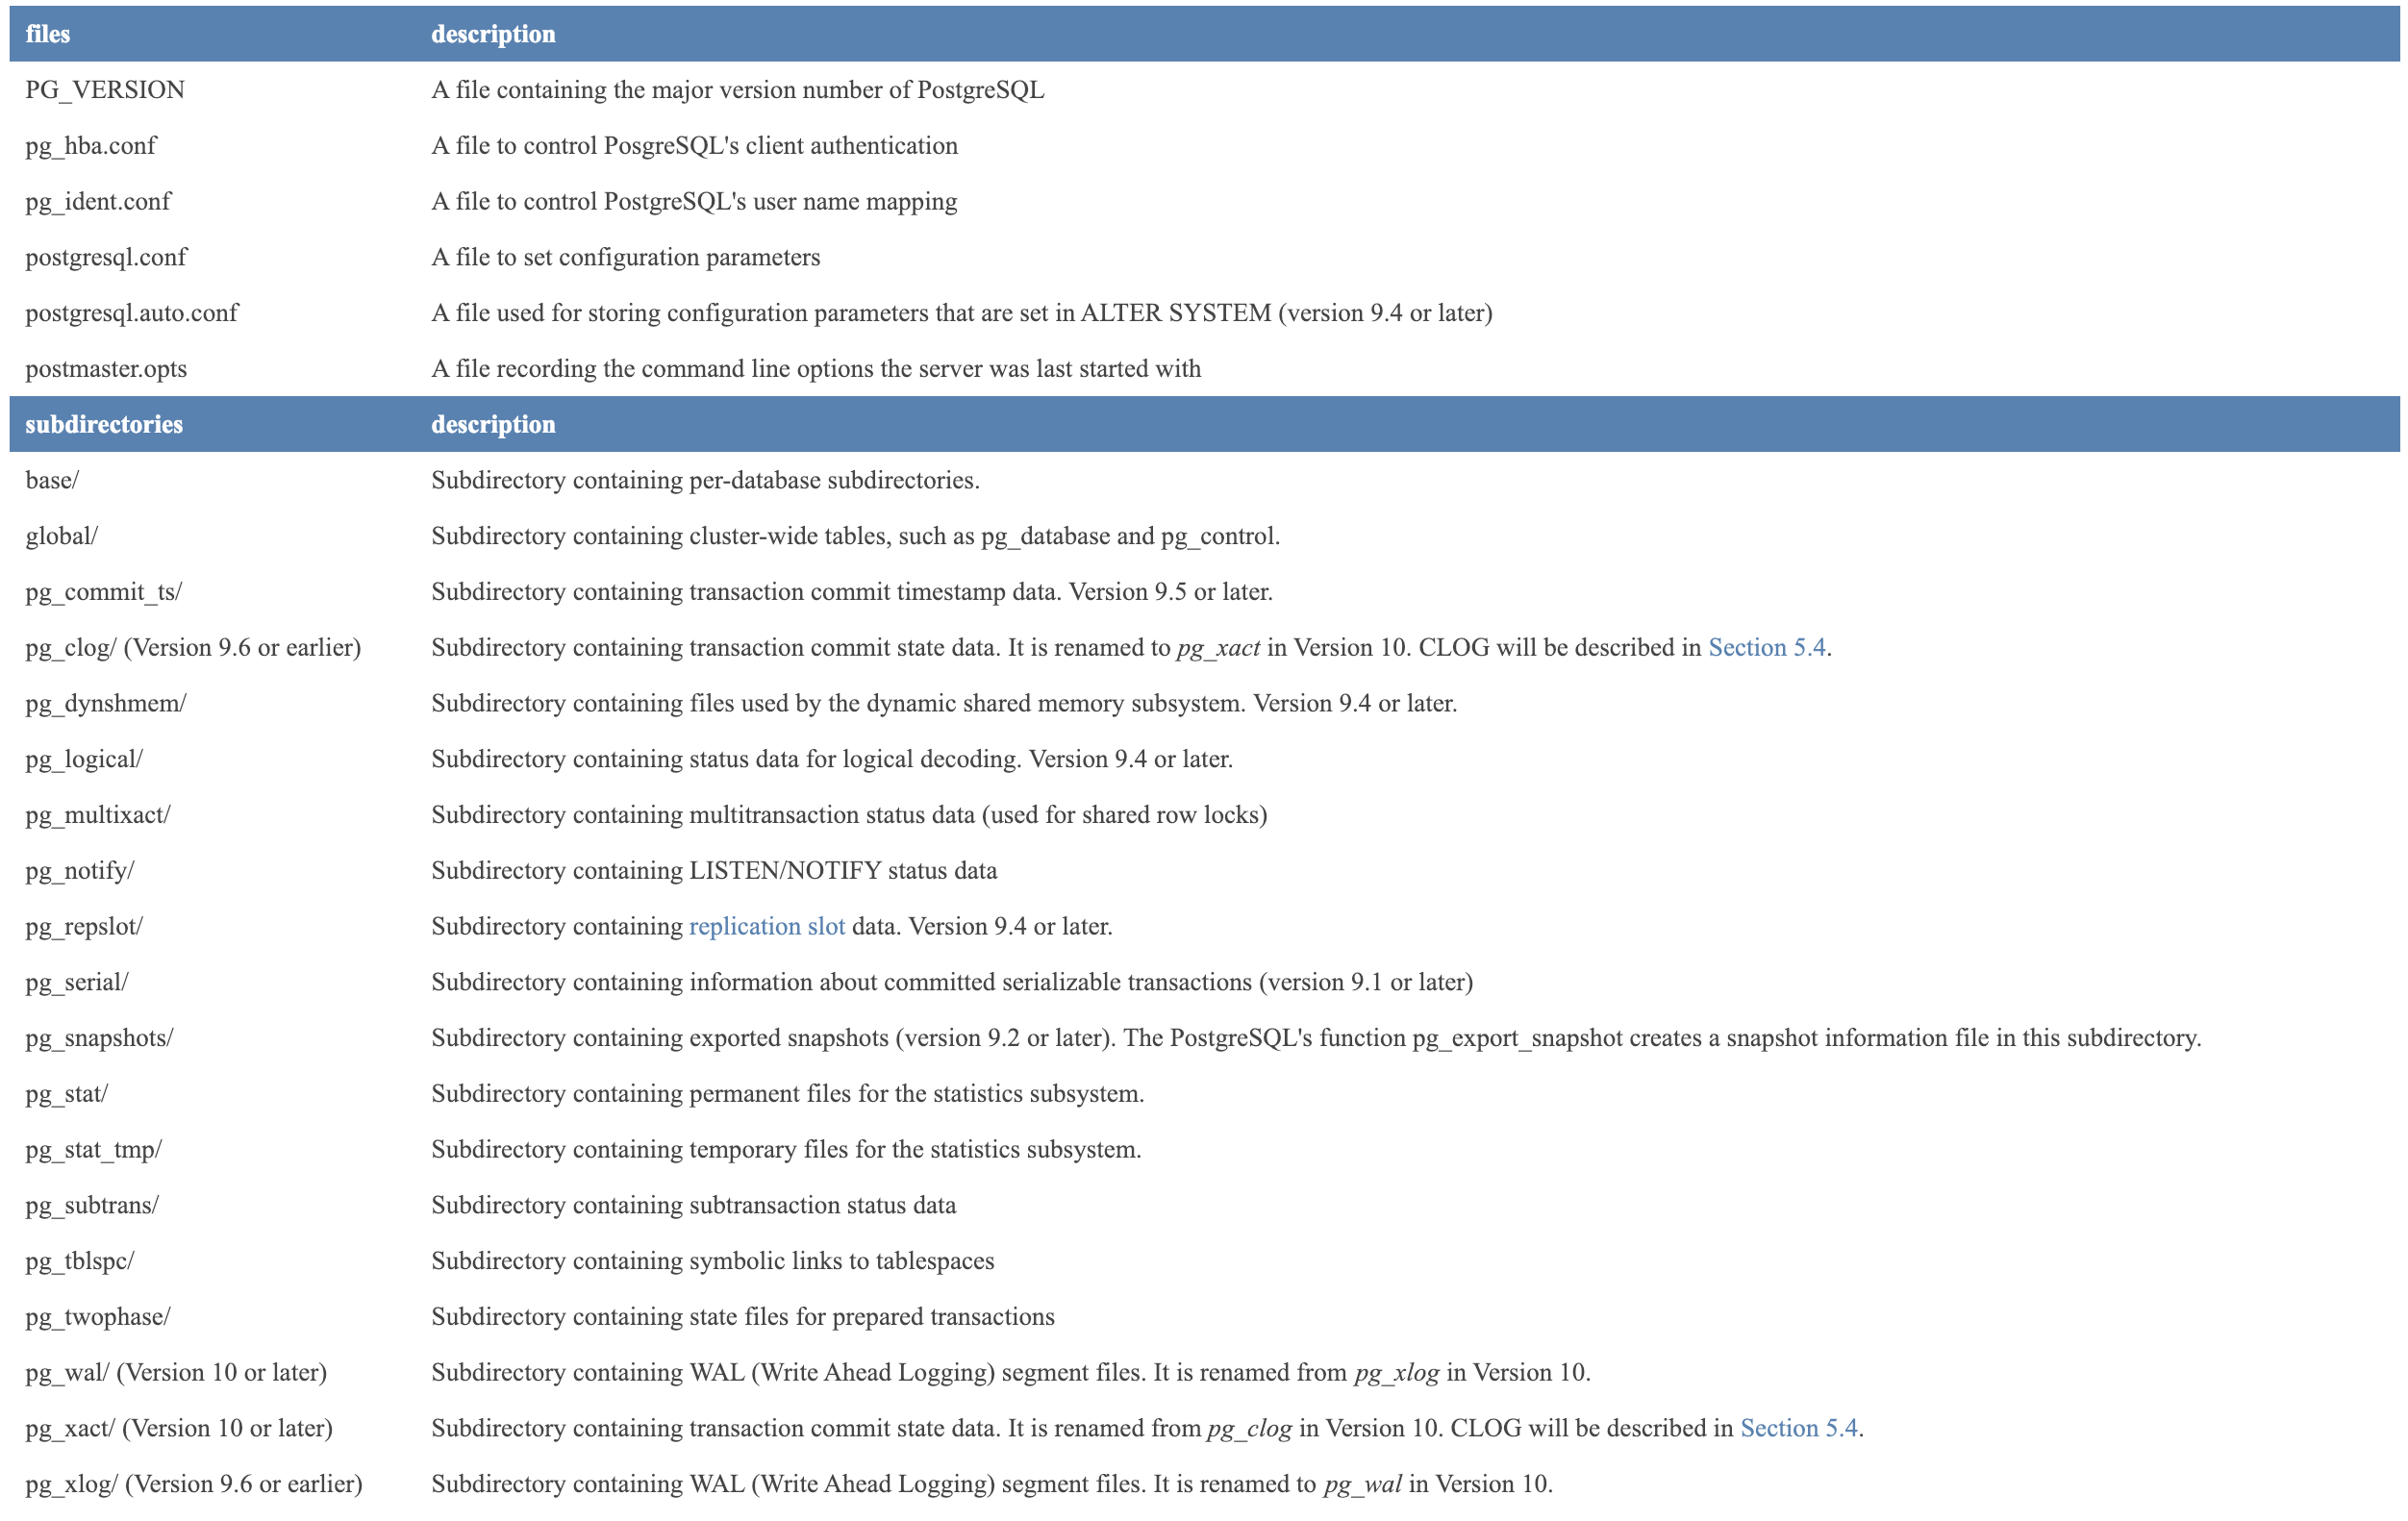 files description
PG_VERSION A file containing the major version number of PostgreSQL
pg_hba.conf A file to control PosgreSQL's client authentication
pg_ident.conf A file to control PostgreSQL's user name mapping
postgresql.conf A file to set configuration parameters
postgresql.auto.conf A file used for storing configuration parameters that are set in ALTER SYSTEM (version 9.4 or later)
postmaster.opts A file recording the command line options the server was last started with
subdirectories description
base/ Subdirectory containing per-database subdirectories.
global/ Subdirectory containing cluster-wide tables, such as pg_database and pg_control.
pg_commit_ts/ Subdirectory containing transaction commit timestamp data. Version 9.5 or later.
pg_clog/ (Version 9.6 or earlier) Subdirectory containing transaction commit state data. It is renamed to pg_xact in Version 10. CLOG will be described in Section 5.4.
pg_dynshmem/ Subdirectory containing files used by the dynamic shared memory subsystem. Version 9.4 or later.
pg_logical/ Subdirectory containing status data for logical decoding. Version 9.4 or later.
pg_multixact/ Subdirectory containing multitransaction status data (used for shared row locks)
pg_notify/ Subdirectory containing LISTEN/NOTIFY status data
pg_repslot/ Subdirectory containing replication slot data. Version 9.4 or later.
pg_serial/ Subdirectory containing information about committed serializable transactions (version 9.1 or later)
pg_snapshots/ Subdirectory containing exported snapshots (version 9.2 or later). The PostgreSQL's function pg_export_snapshot creates a snapshot information file in this subdirectory.
pg_stat/ Subdirectory containing permanent files for the statistics subsystem.
pg_stat_tmp/ Subdirectory containing temporary files for the statistics subsystem.
pg_subtrans/ Subdirectory containing subtransaction status data
pg_tblspc/ Subdirectory containing symbolic links to tablespaces
pg_twophase/ Subdirectory containing state files for prepared transactions
pg_wal/ (Version 10 or later) Subdirectory containing WAL (Write Ahead Logging) segment files. It is renamed from pg_xlog in Version 10.
pg_xact/ (Version 10 or later) Subdirectory containing transaction commit state data. It is renamed from pg_clog in Version 10. CLOG will be described in Section 5.4.
pg_xlog/ (Version 9.6 or earlier) Subdirectory containing WAL (Write Ahead Logging) segment files. It is renamed to pg_wal in Version 10.